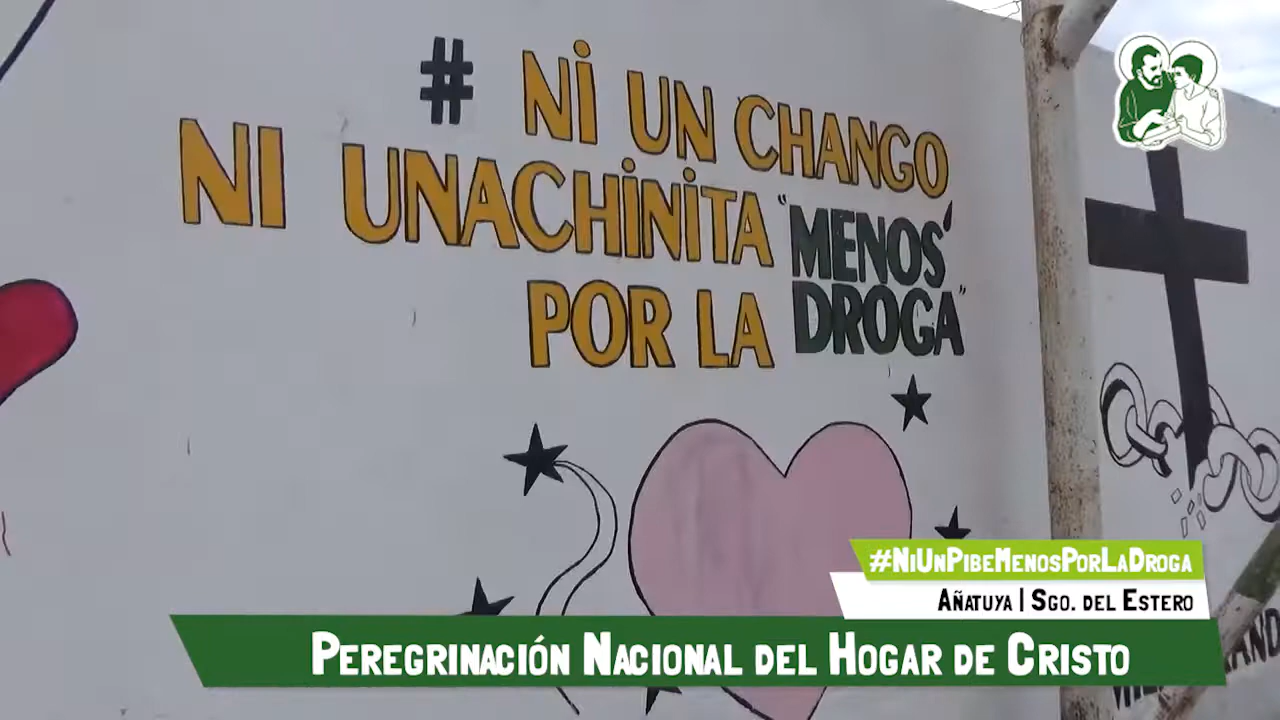 # NI UN CHANGO
NI UNACHINITA "MENOS'
POR LA DROGA"
#NiUnPibeMenosPorLaDroga
Añatuya | Sgo. del Estero
Peregrinación Nacional del Hogar de Cristo